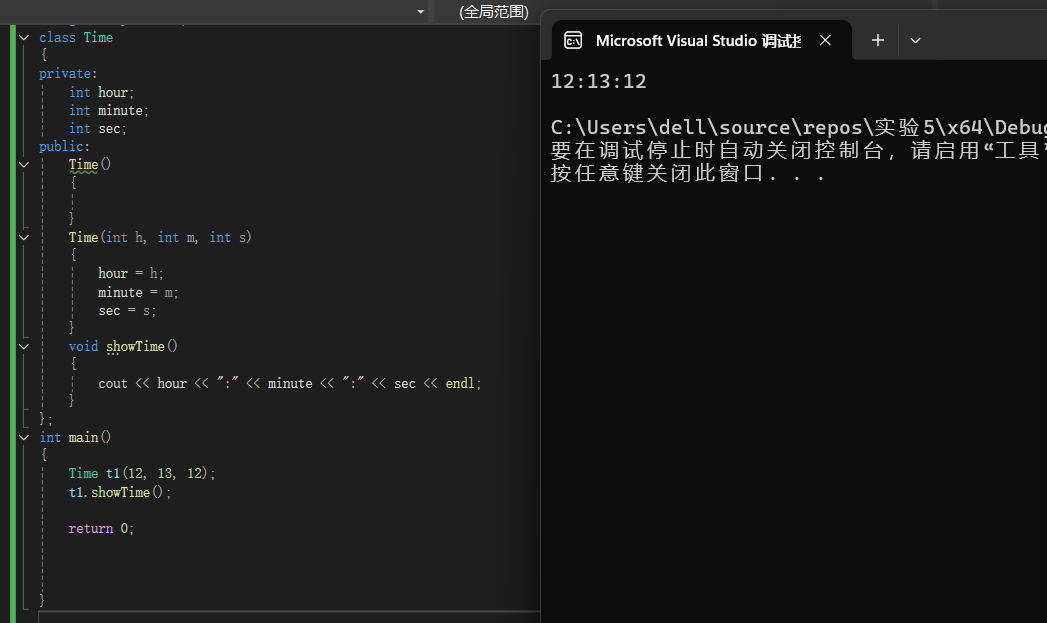 (全局范围)
class Time
{
private:
int hour;
int minute;
int sec;
public:
Time()
{
}
Time(int h, int m, int s)
{
hour = h;
minute = m;
sec = s;
}
void showTime()
{
cout << hour << ":" << minute << ":" << sec << endl;
}
};
int main()
{
Time t1(12, 13, 12);
t1.showTime();
return 0;
}
Microsoft Visual Studio 调试
12:13:12
C:\Users\dell\source\repos\实验5\x64\Debug
要在调试停止时自动关闭控制台，请启用“工具”
按任意键关闭此窗口. . .